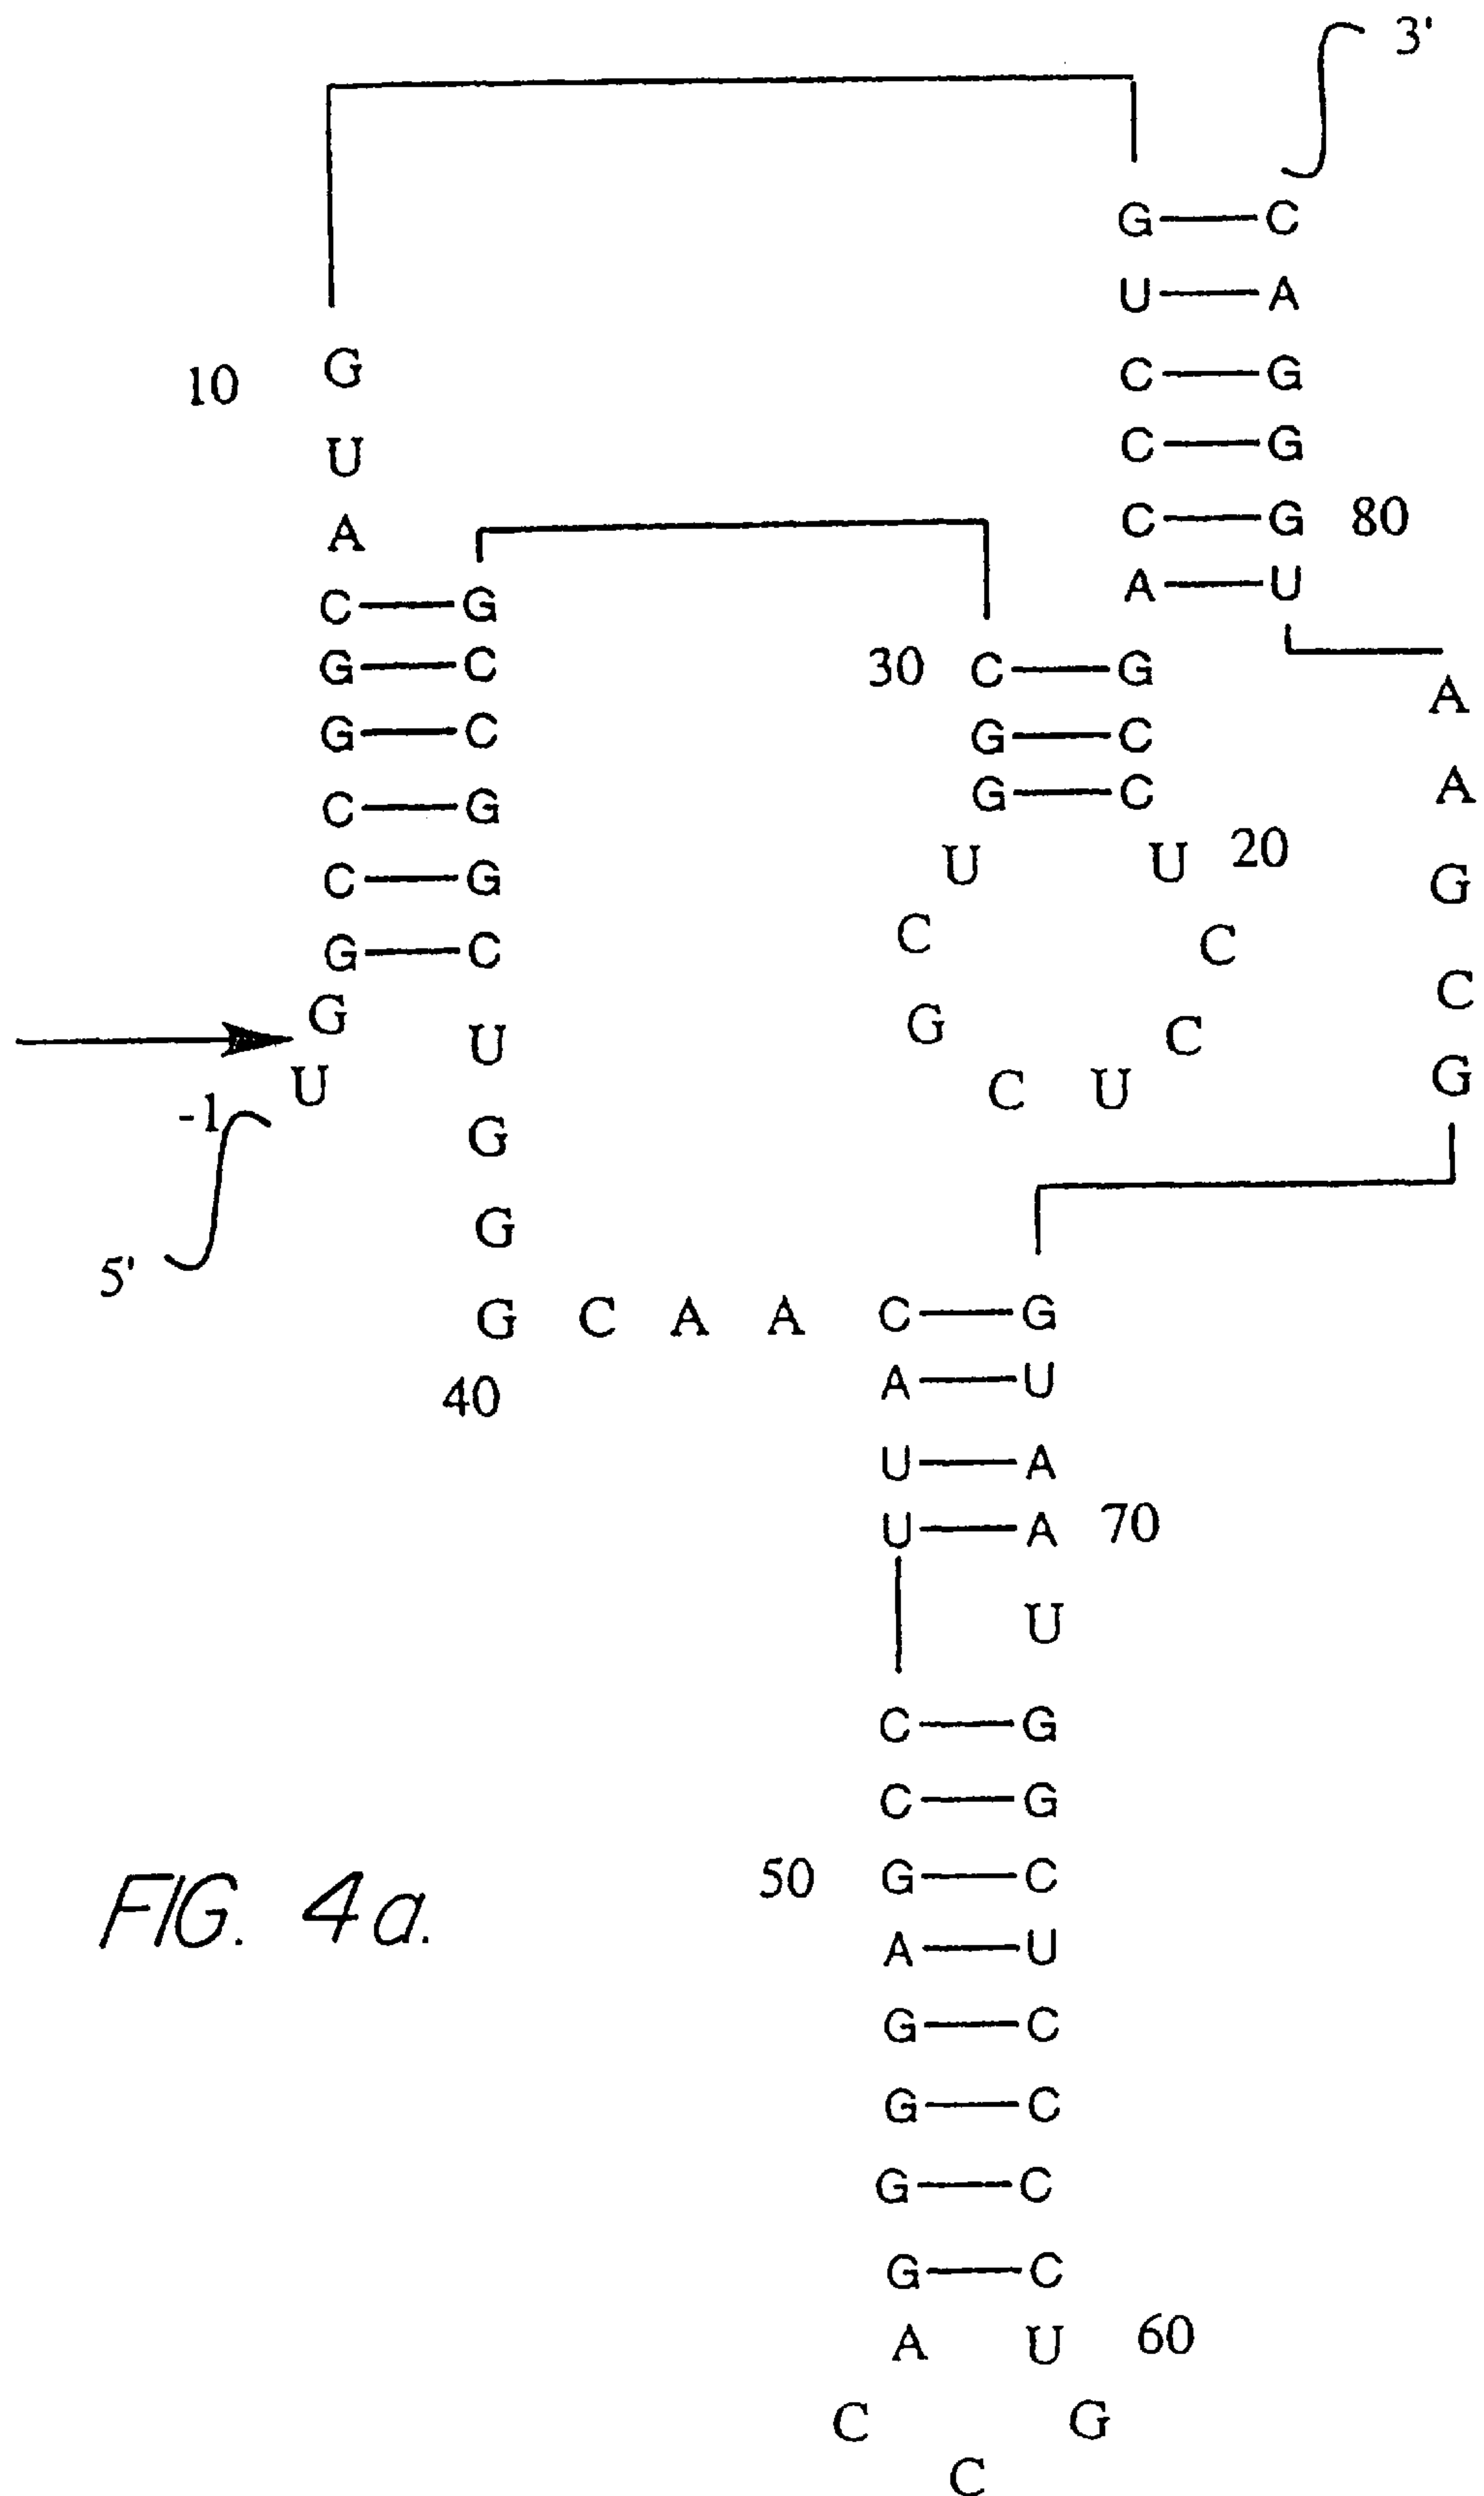 3'
G C
U A
10 G C G
U C G
A C G 80
C G A U
G C 30 C G A
G C G C A
C G G C
C G U U 20 G
G C C C
G U G C C
-1 U C U G
G
5' G
G C A A C G
40 A U
U A
U A 70
U
C G
C G
50 G C
FIG. 4a. A U
G C
G C
G C
G C
A U 60
C G
C